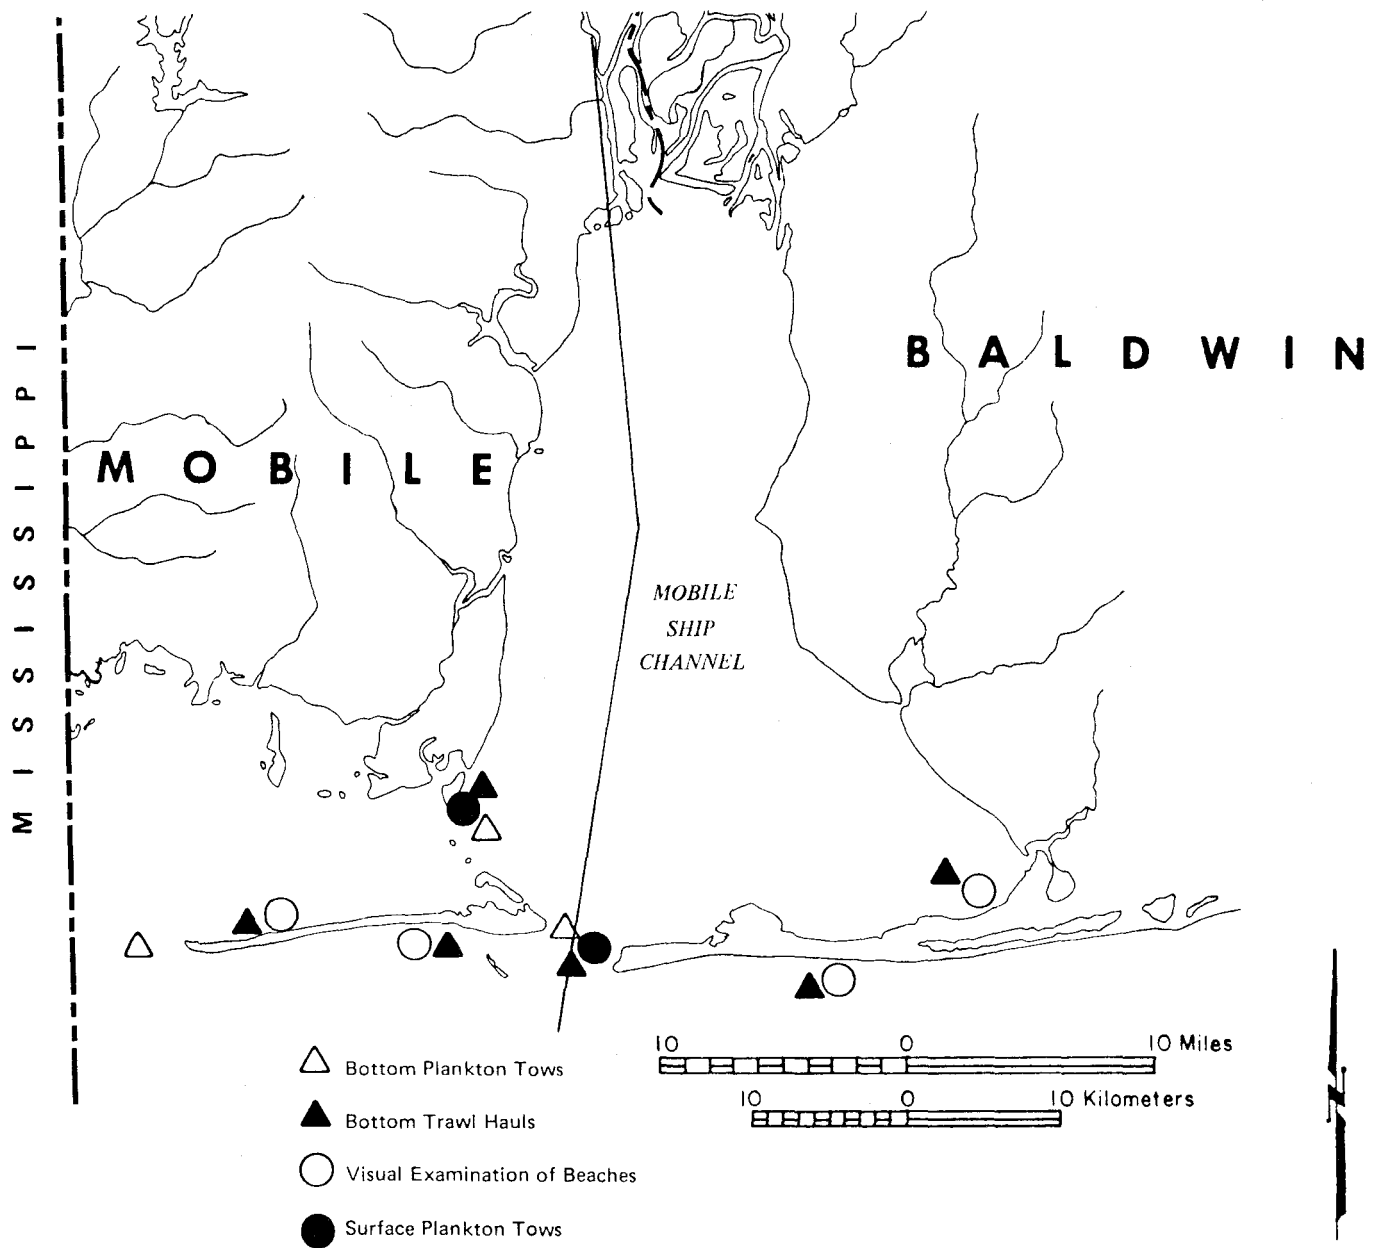 MISSISSIPPI
BALDWIN
MOBILE
MOBILE
SHIP
CHANNEL
Bottom Plankton Tows
Bottom Trawl Hauls
Visual Examination of Beaches
Surface Plankton Tows
10 0 10 Miles
10 0 10 Kilometers
N